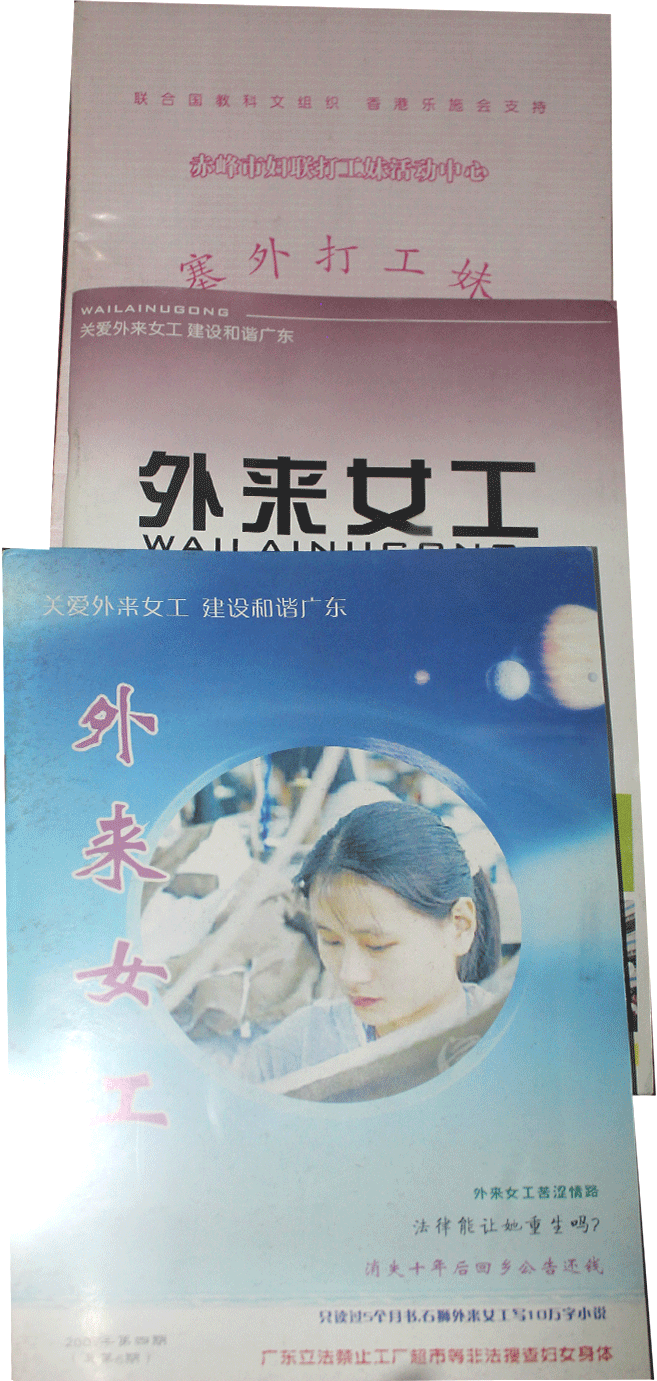 联合国教科文组织 香港乐施会支持
赤峰市妇联打工妹活动中心
塞外打工妹
WAILAINUGONG
关爱外来女工 建设和谐广东
外来女工
WAILAINUGONG
关爱外来女工 建设和谐广东
外来女工
外来女工苦涩情路
法律能让她重生吗?
消失十年后回乡公告还钱
只读过5个月书,石狮外来女工写10万字小说
广东立法禁止工厂超市等非法搜查妇女身体